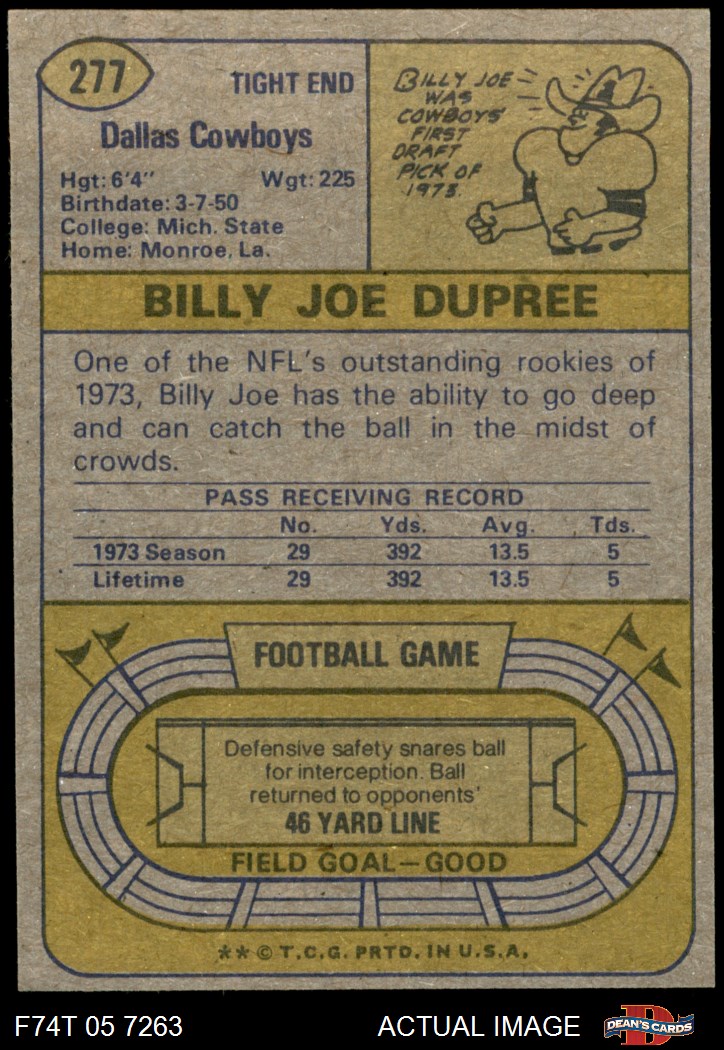 277
TIGHT END
Dallas Cowboys
Hgt: 6'4" Wgt: 225
Birthdate: 3-7-50
College: Mich. State
Home: Monroe, La.
BILLY JOE
WAS
COWBOYS'
FIRST
DRAFT
PICK OF
1973.
BILLY JOE DUPREE
One of the NFL's outstanding rookies of
1973, Billy Joe has the ability to go deep
and can catch the ball in the midst of
crowds.
PASS RECEIVING RECORD
No. Yds. Avg. Tds.
1973 Season 29 392 13.5 5
Lifetime 29 392 13.5 5
FOOTBALL GAME
Defensive safety snares ball
for interception. Ball
returned to opponents'
46 YARD LINE
FIELD GOAL—GOOD
** © T.C.G. PRTD. IN U.S.A.
F74T 05 7263 ACTUAL IMAGE
D
DEAN'S CARDS